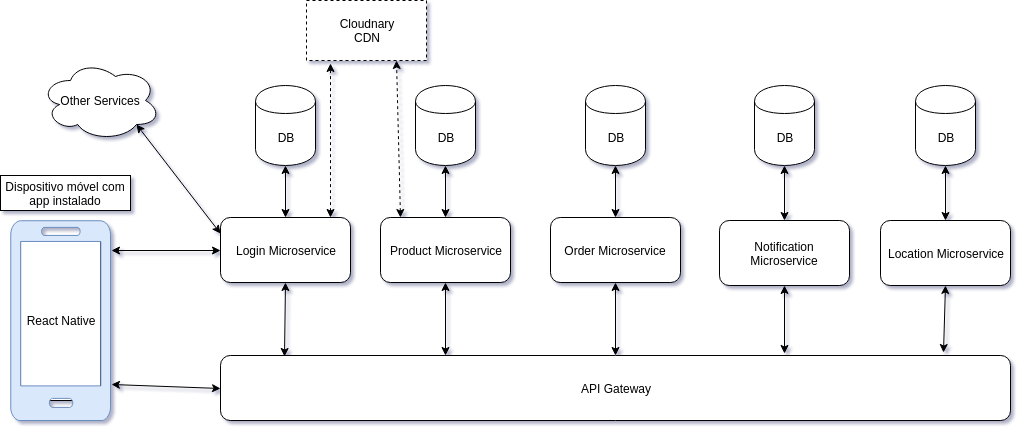 Cloudnary
CDN
Other Services
DB
DB
DB
DB
DB
Dispositivo móvel com
app instalado
Login Microservice
Product Microservice
Order Microservice
Notification
Microservice
Location Microservice
React Native
API Gateway